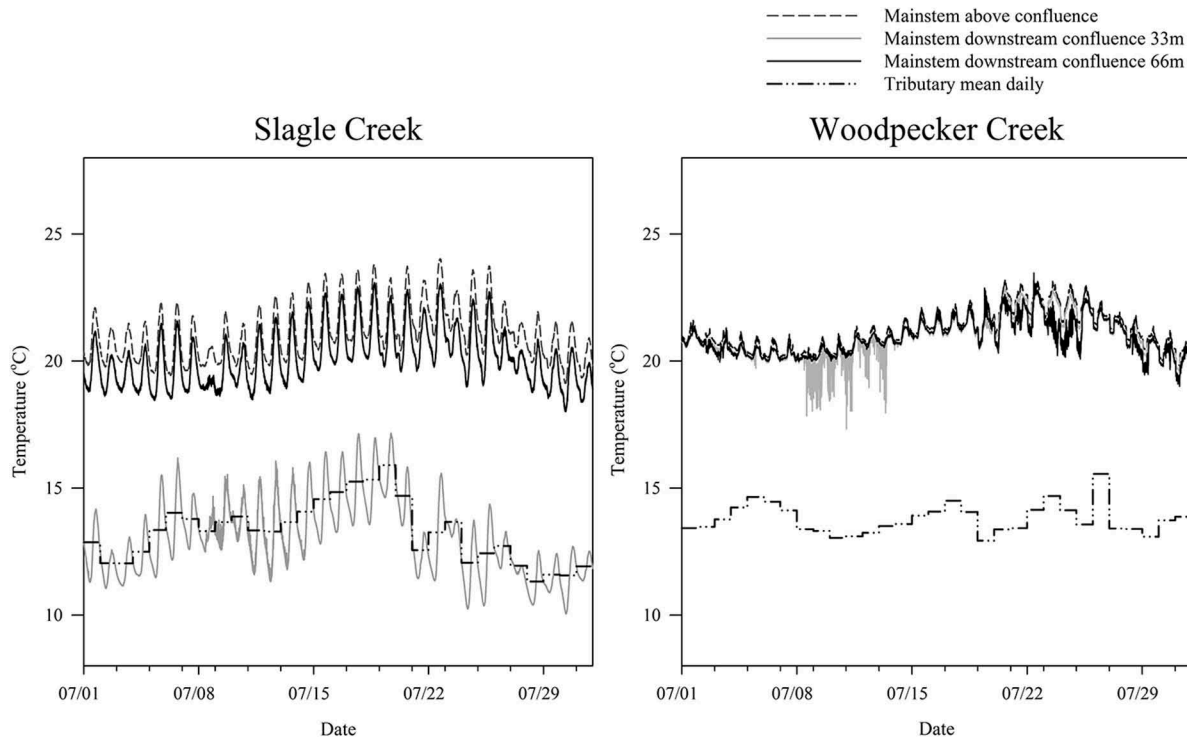 Mainstem above confluence
Mainstem downstream confluence 33m
Mainstem downstream confluence 66m
Tributary mean daily
Slagle Creek
Woodpecker Creek
Temperature (°C)
25
20
15
10
07/01
07/08
07/15
07/22
07/29
Date
Temperature (°C)
25
20
15
10
07/01
07/08
07/15
07/22
07/29
Date